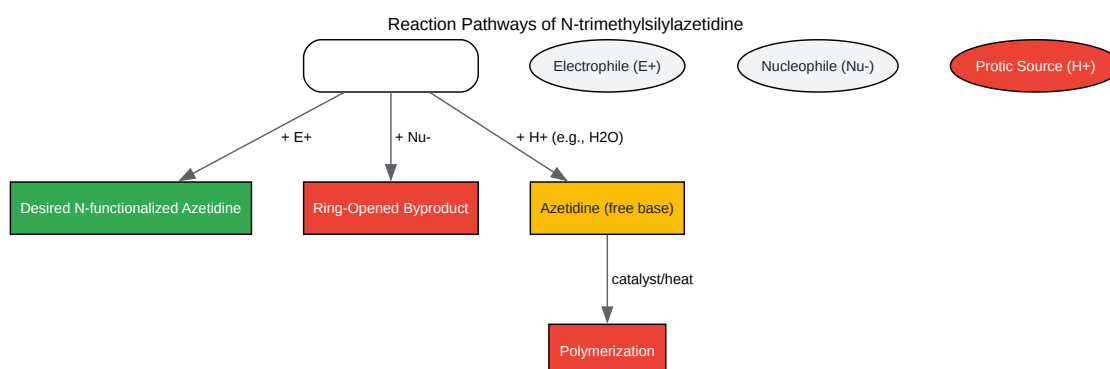 Reaction Pathways of N-trimethylsilylazetidine
Electrophile (E+)
Nucleophile (Nu-)
Protic Source (H+)
+ E+
+ Nu-
+ H+ (e.g., H2O)
Desired N-functionalized Azetidine
Ring-Opened Byproduct
Azetidine (free base)
catalyst/heat
Polymerization